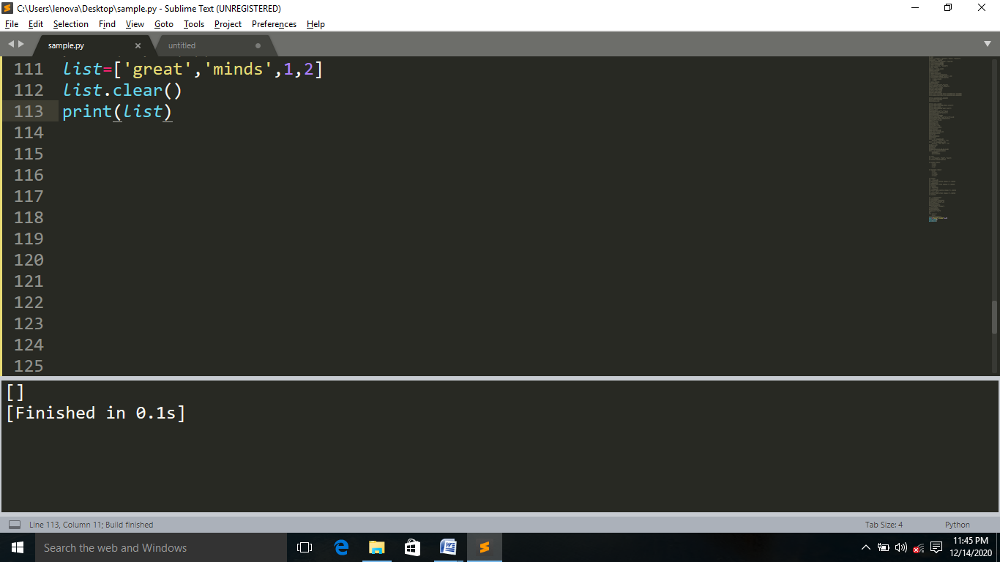 C:\Users\lenova\Desktop\sample.py - Sublime Text (UNREGISTERED)
File Edit Selection Find View Goto Tools Project Preferences Help
sample.py untitled
111 list=['great','minds',1,2]
112 list.clear()
113 print(list)
114
115
116
117
118
119
120
121
122
123
124
125
[]
[Finished in 0.1s]
Line 113, Column 11; Build finished Tab Size: 4 Python
Search the web and Windows
11:45 PM
12/14/2020